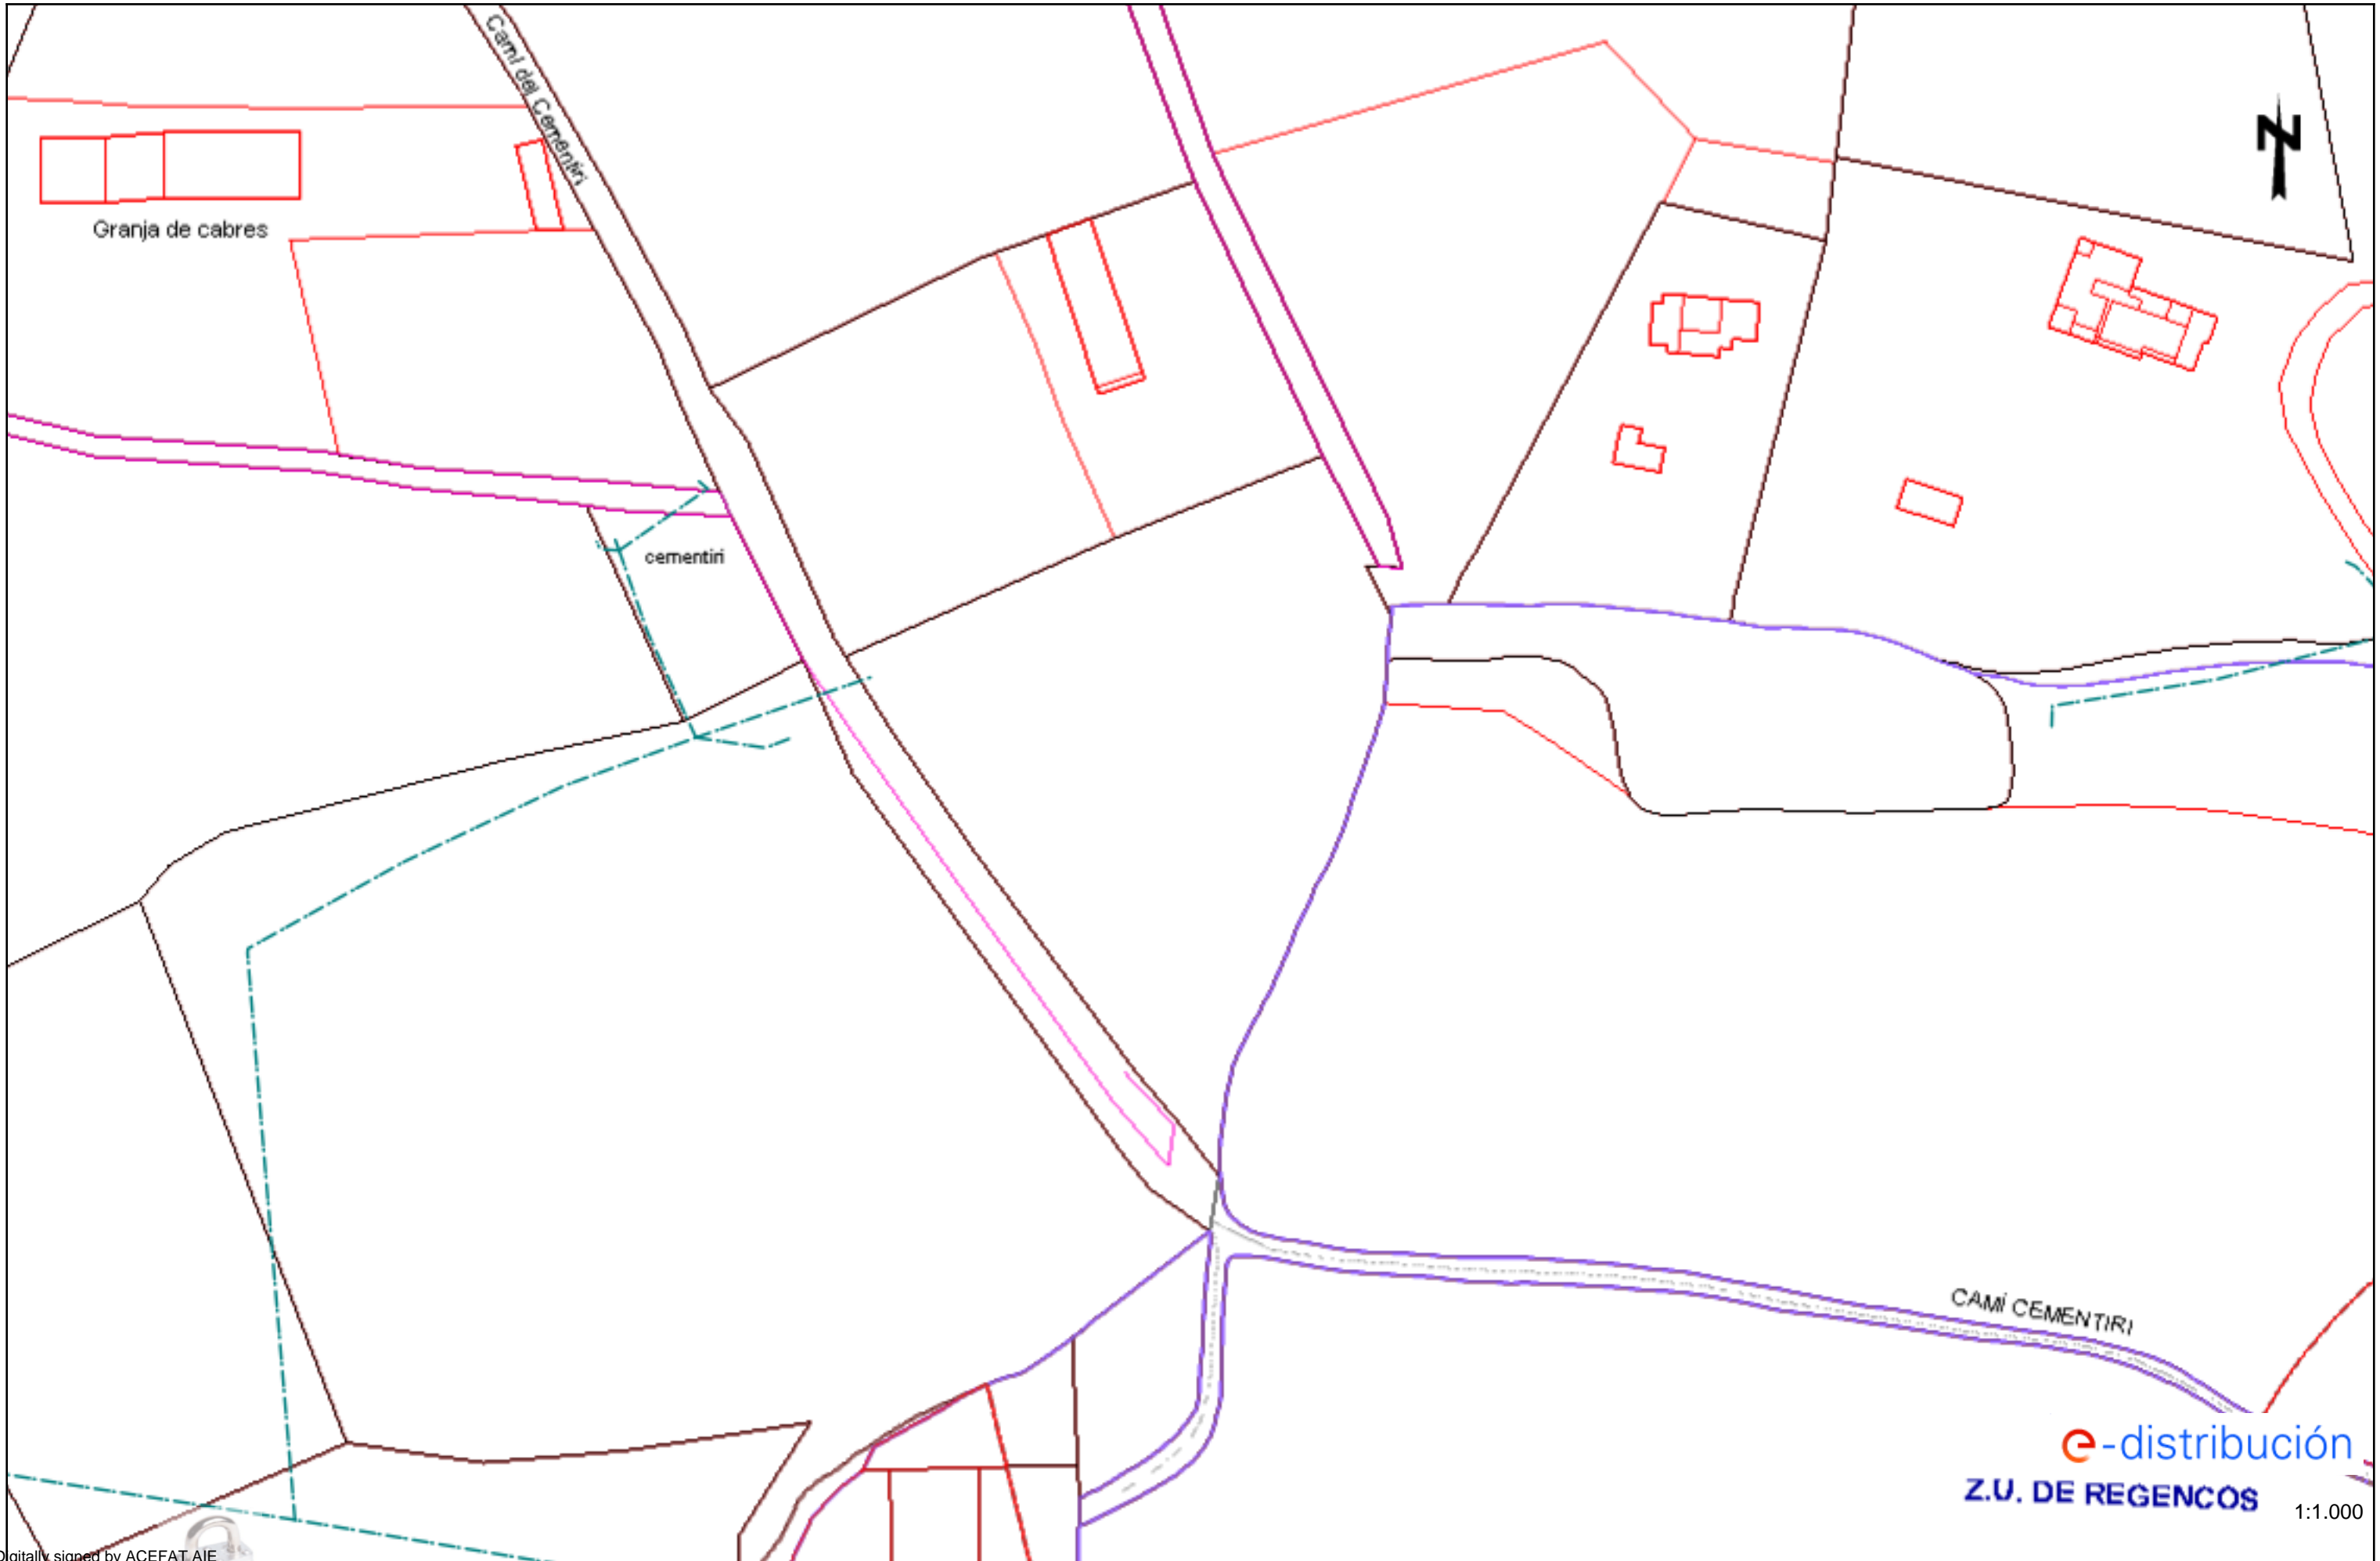 Camí del Cementiri
N
Granja de cabres
cementiri
CAMÍ CEMENTIRI
e-distribución
Z.U. DE REGENCOS
1:1.000
Digitally signed by ACEFAT AIE